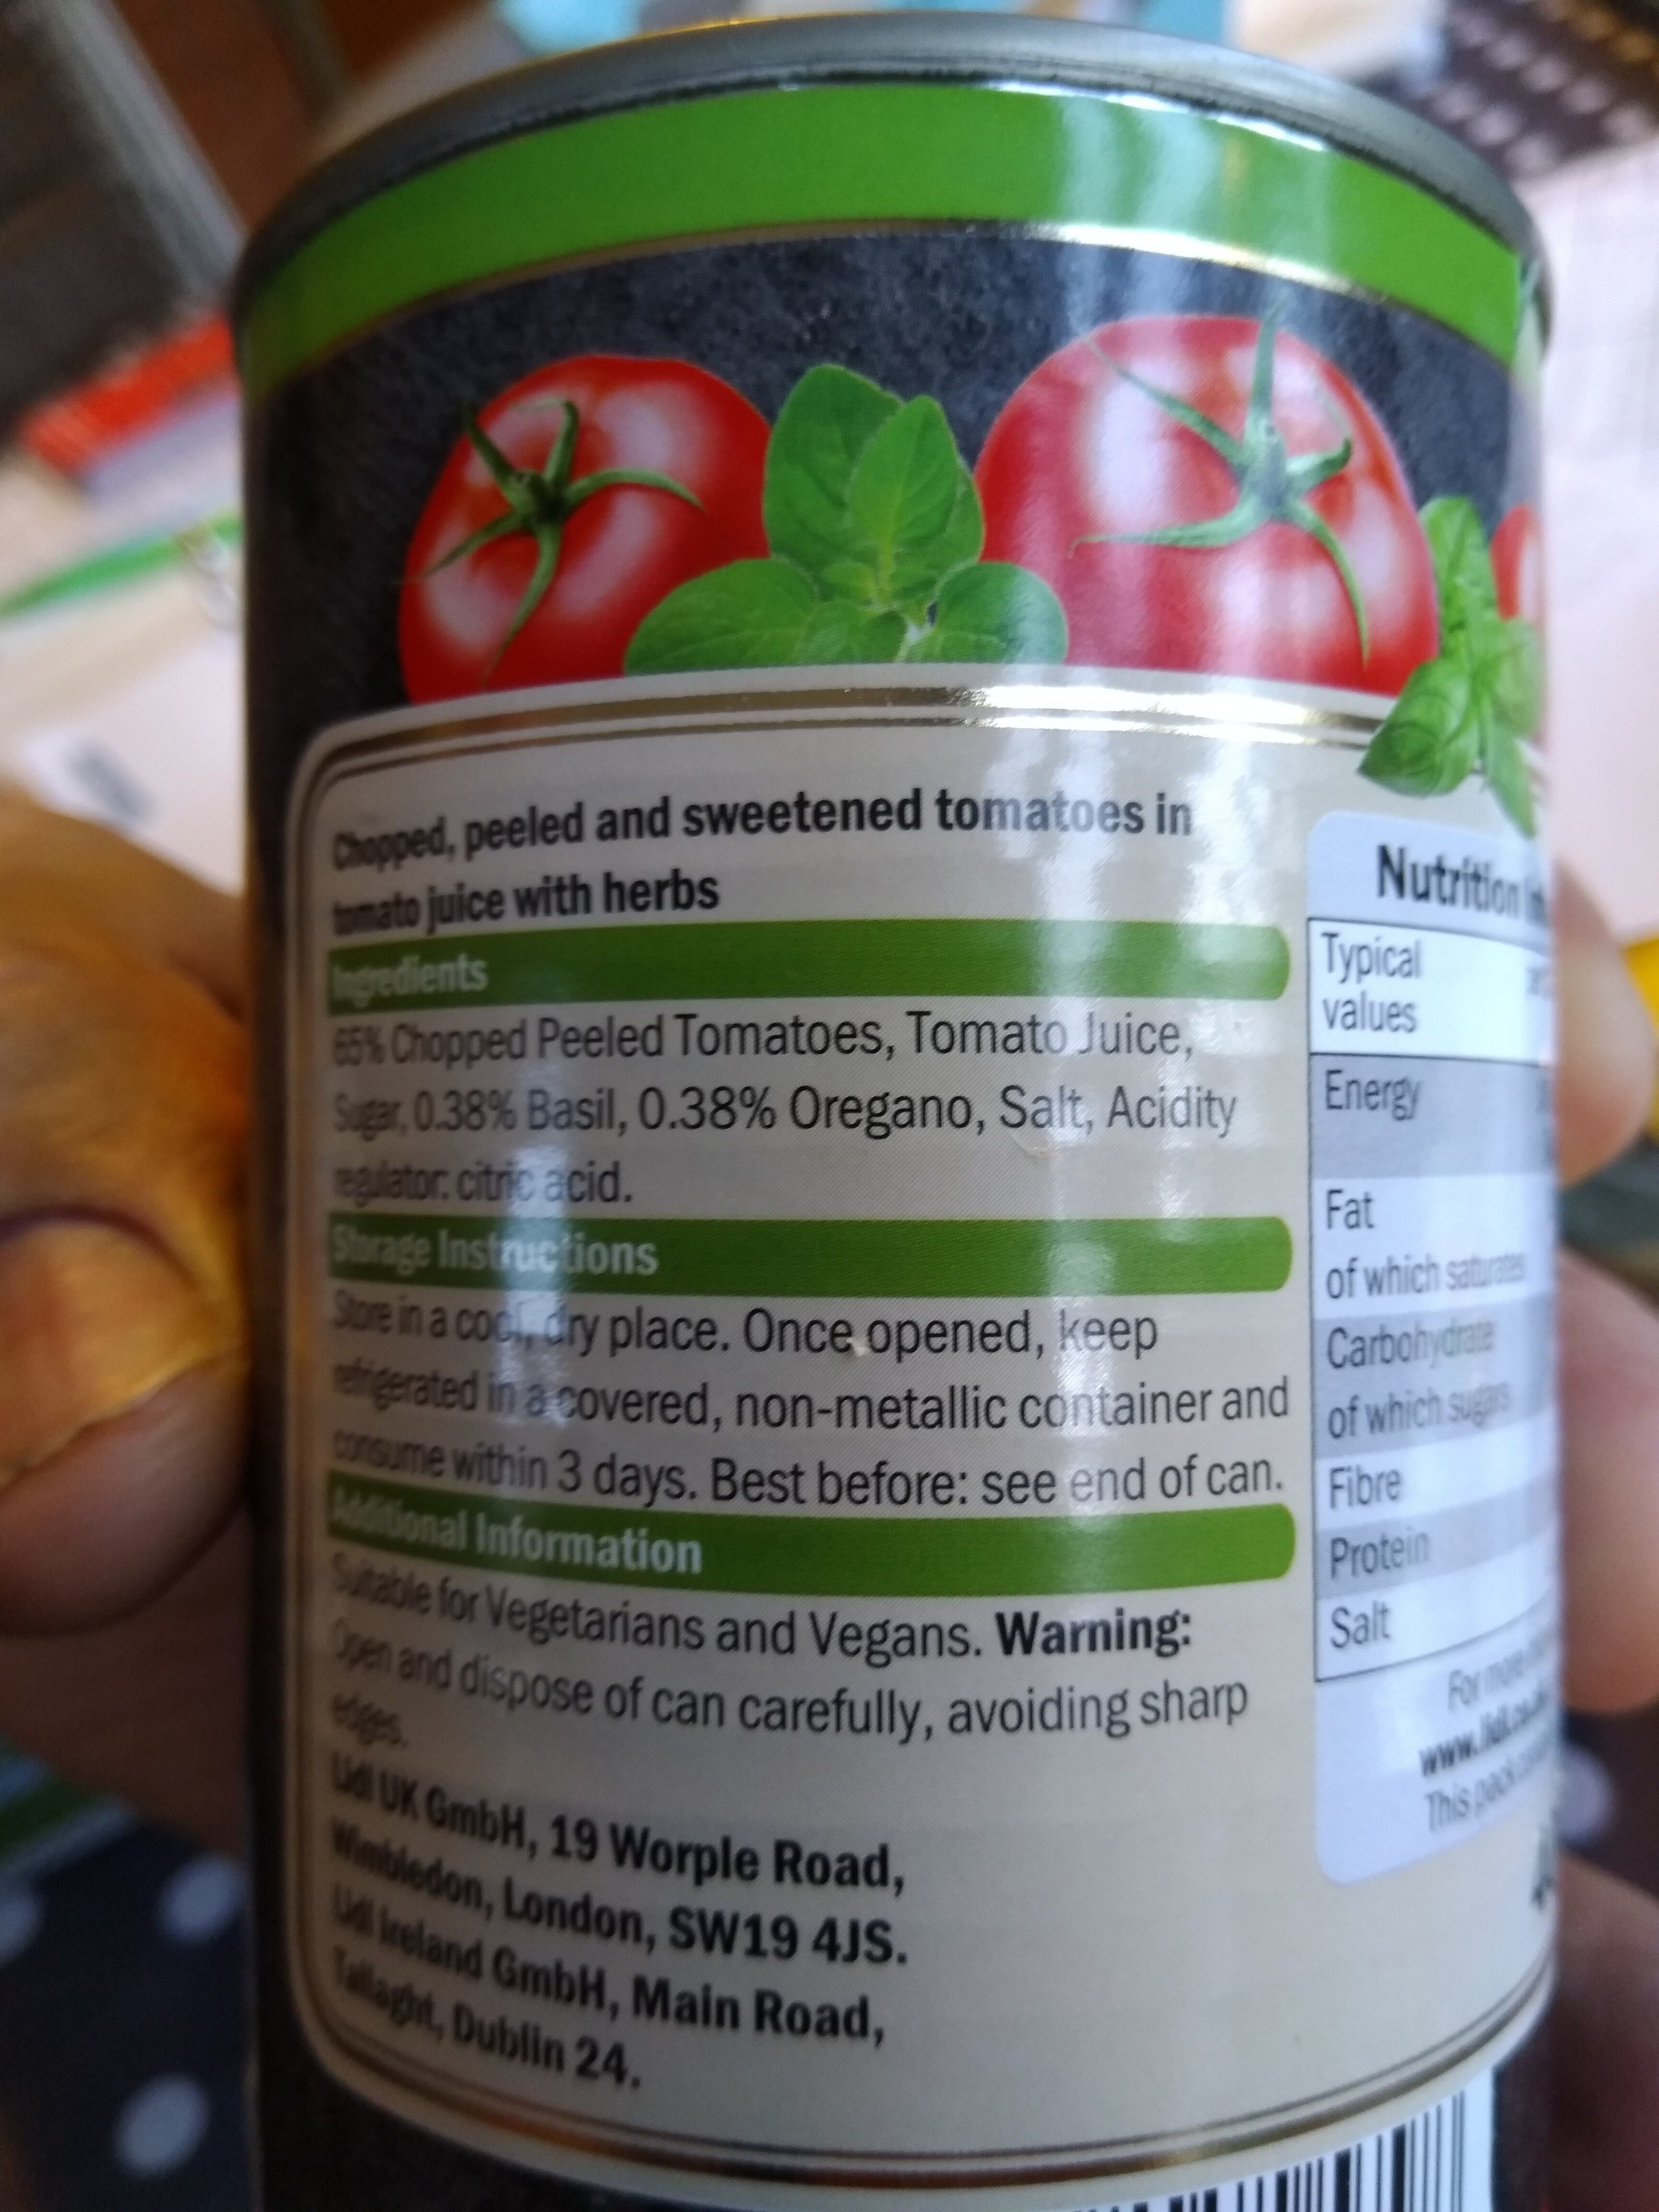 Chopped, peeled and sweetened tomatoes in
tomato juice with herbs
Ingredients
65% Chopped Peeled Tomatoes, Tomato Juice,
Sugar, 0.38% Basil, 0.38% Oregano, Salt, Acidity
regulator: citric acid.
Storage Instructions
Store in a cool, dry place. Once opened, keep
refrigerated in a covered, non-metallic container and
consume within 3 days. Best before: see end of can.
Additional Information
Suitable for Vegetarians and Vegans. Warning:
Open and dispose of can carefully, avoiding sharp
edges.
Lidl UK GmbH, 19 Worple Road,
Wimbledon, London, SW19 4JS.
Lidl Ireland GmbH, Main Road,
Tallaght, Dublin 24.
Nutrition
Typical
values
Energy
Fat
of which saturates
Carbohydrate
of which sugars
Fibre
Protein
Salt
For more
www.lidl.co.uk
This pack